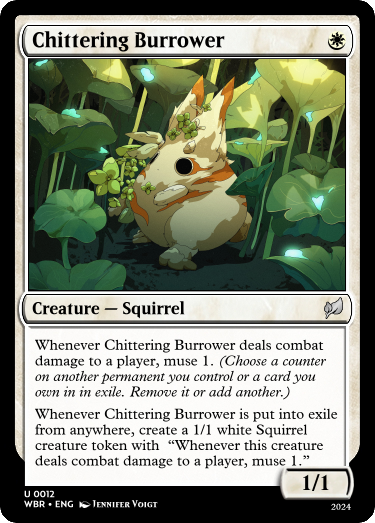 Chittering Burrower
Creature — Squirrel
Whenever Chittering Burrower deals combat
damage to a player, muse 1. (Choose a counter
on another permanent you control or a card you
own in in exile. Remove it or add another.)
Whenever Chittering Burrower is put into exile
from anywhere, create a 1/1 white Squirrel
creature token with “Whenever this creature
deals combat damage to a player, muse 1.”
1/1
U 0012
WBR • ENG Jennifer Voigt
2024